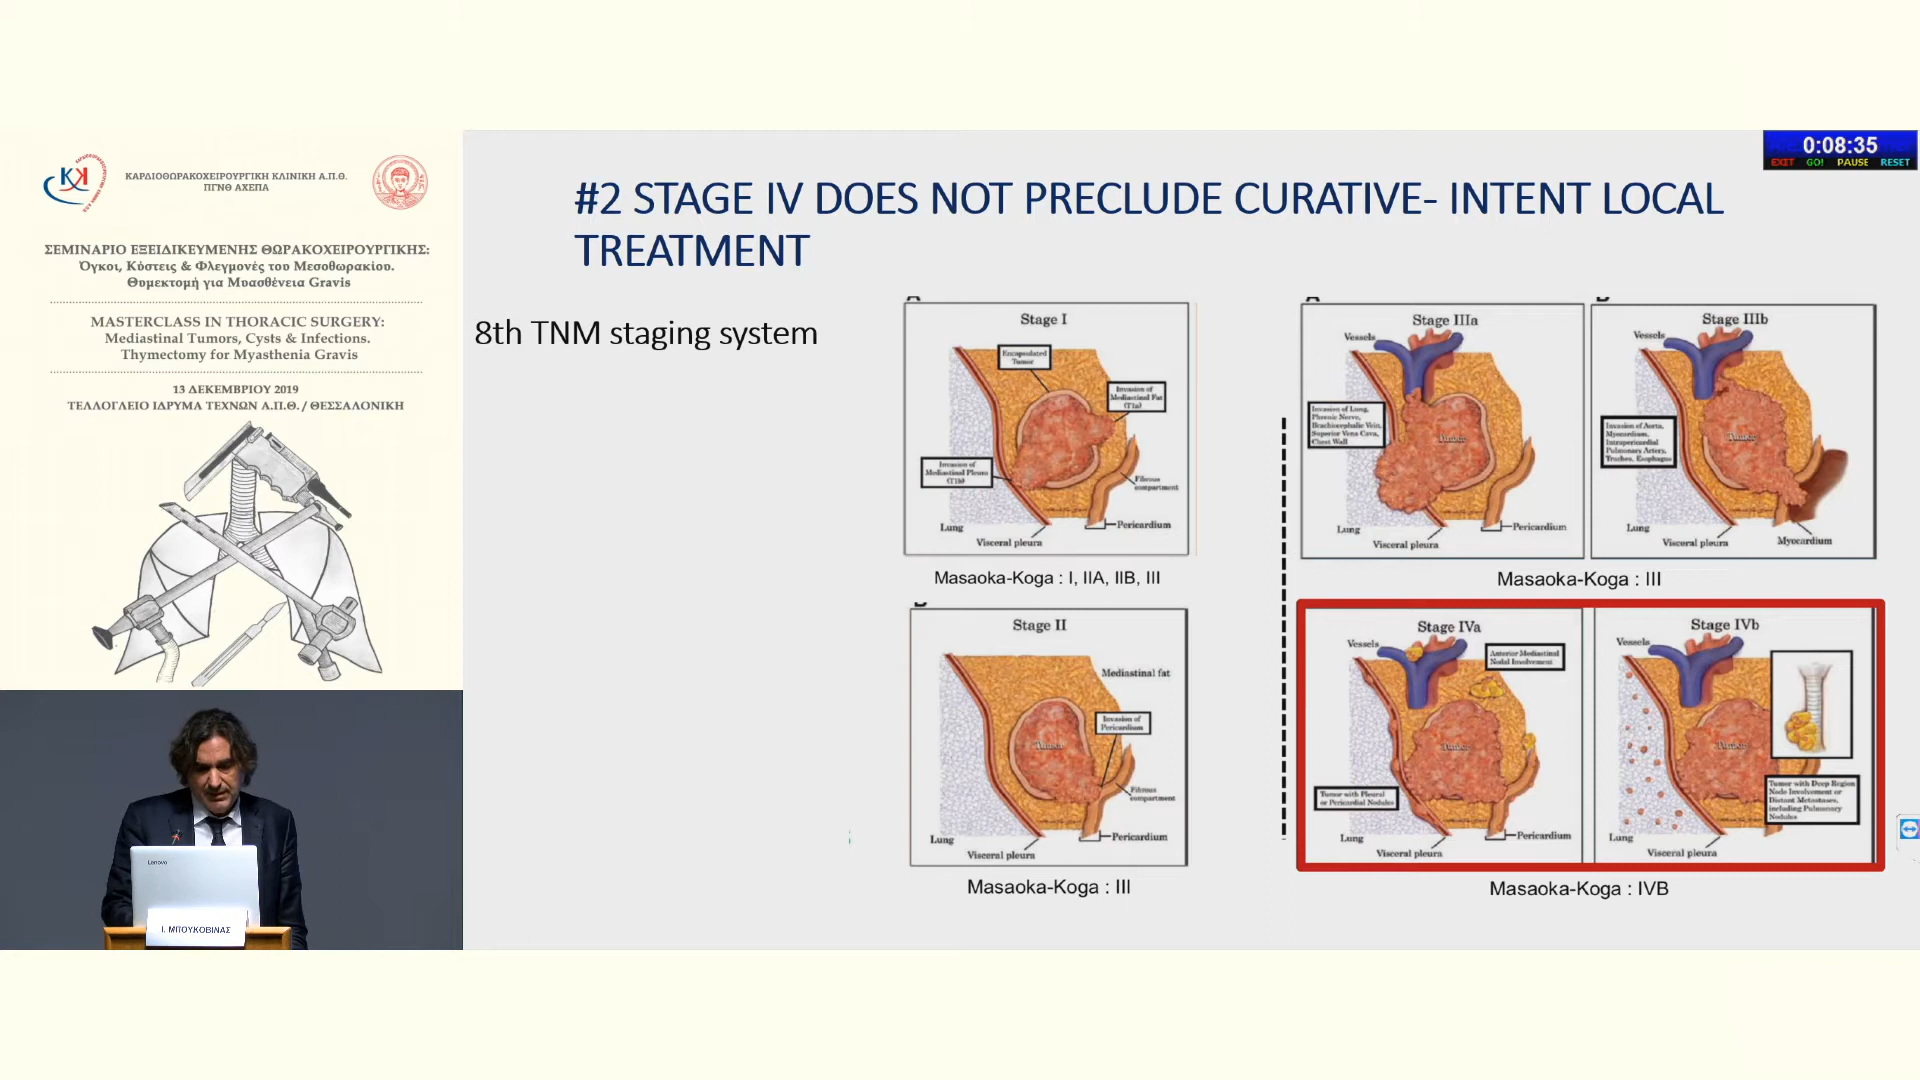 ΚΑΡΔΙΟΘΩΡΑΚΟΧΕΙΡΟΥΡΓΙΚΗ ΚΛΙΝΙΚΗ Α.Π.Θ.
ΠΓΝΘ ΑΧΕΠΑ
ΣΕΜΙΝΑΡΙΟ ΕΞΕΙΔΙΚΕΥΜΕΝΗΣ ΘΩΡΑΚΟΧΕΙΡΟΥΡΓΙΚΗΣ:
Όγκοι, Κύστεις & Φλεγμονές του Μεσοθωρακίου.
Θυμεκτομή για Μυασθένεια Gravis
MASTERCLASS IN THORACIC SURGERY:
Mediastinal Tumors, Cysts & Infections.
Thymectomy for Myasthenia Gravis
13 ΔΕΚΕΜΒΡΙΟΥ 2019
ΤΕΛΛΟΓΛΕΙΟ ΙΔΡΥΜΑ ΤΕΧΝΩΝ Α.Π.Θ. / ΘΕΣΣΑΛΟΝΙΚΗ
Lenovo
Ι. ΜΠΟΥΚΟΒΙΝΑΣ
0:08:35
EXIT GO! PAUSE RESET
#2 STAGE IV DOES NOT PRECLUDE CURATIVE- INTENT LOCAL
TREATMENT
8th TNM staging system
Stage I
Encapsulated
Tumor
Invasion of
Mediastinal Fat
(T1a)
Invasion of
Mediastinal Pleura
(T1b)
Fibrous
compartment
Lung
Pericardium
Visceral pleura
Masaoka-Koga : I, IIA, IIB, III
Stage II
Mediastinal fat
Invasion of
Pericardium
Tumor
Fibrous
compartment
Lung
Pericardium
Visceral pleura
Masaoka-Koga : III
Stage IIIa
Vessels
Invasion of Lung,
Phrenic Nerve,
Brachiocephalic Vein,
Superior Vena Cava,
Chest Wall
Tumor
Lung
Pericardium
Visceral pleura
Stage IIIb
Vessels
Invasion of Aorta,
Myocardium,
Intrapericardial
Pulmonary Artery,
Trachea, Esophagus
Tumor
Lung
Visceral pleura
Myocardium
Masaoka-Koga : III
Stage IVa
Vessels
Anterior Mediastinal
Nodal Involvement
Tumor
Tumor with Pleural
or Pericardial Nodules
Lung
Pericardium
Visceral pleura
Stage IVb
Vessels
Tumor
Tumor with Deep Region
Node Involvement or
Distant Metastases,
including Pulmonary
Nodules
Lung
Visceral pleura
Masaoka-Koga : IVB